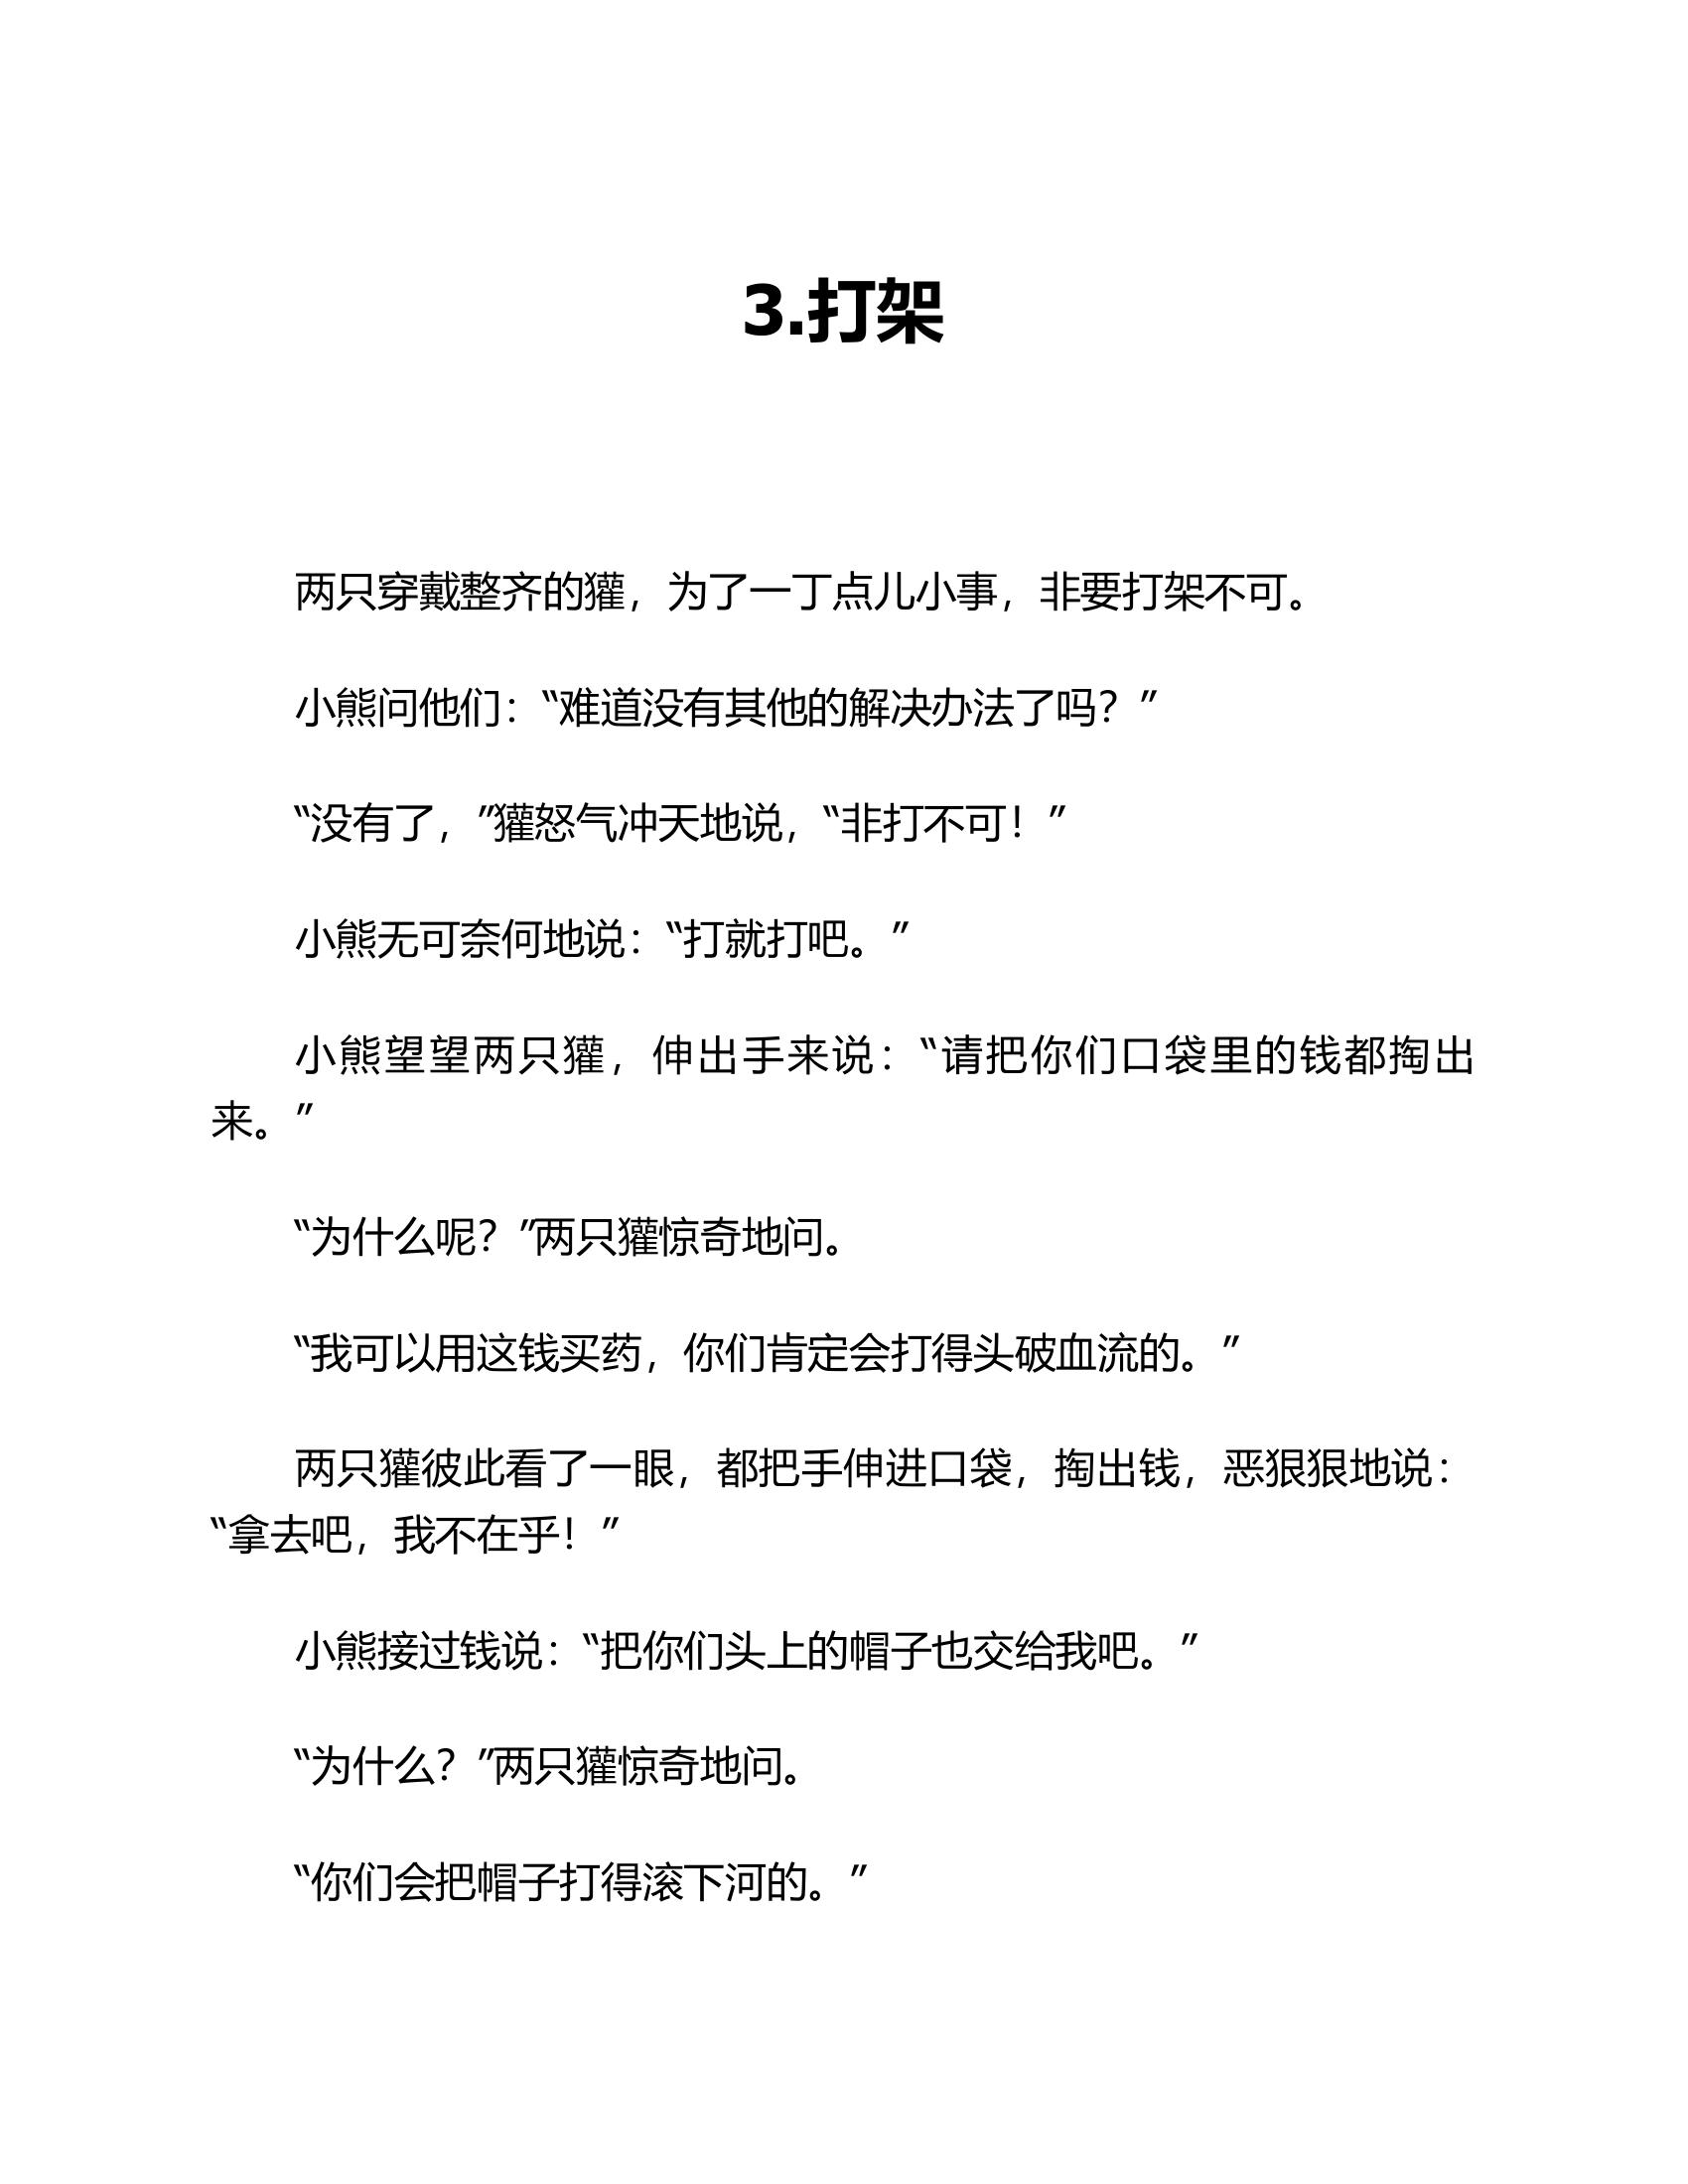 3.打架
两只穿戴整齐的獾，为了一丁点儿小事，非要打架不可。
小熊问他们：“难道没有其他的解决办法了吗？”
“没有了，”獾怒气冲天地说，“非打不可！”
小熊无可奈何地说：“打就打吧。”
小熊望望两只獾，伸出手来说：“请把你们口袋里的钱都掏出
来。”
“为什么呢？”两只獾惊奇地问。
“我可以用这钱买药，你们肯定会打得头破血流的。”
两只獾彼此看了一眼，都把手伸进口袋，掏出钱，恶狠狠地说：
“拿去吧，我不在乎！”
小熊接过钱说：“把你们头上的帽子也交给我吧。”
“为什么？”两只獾惊奇地问。
“你们会把帽子打得滚下河的。”